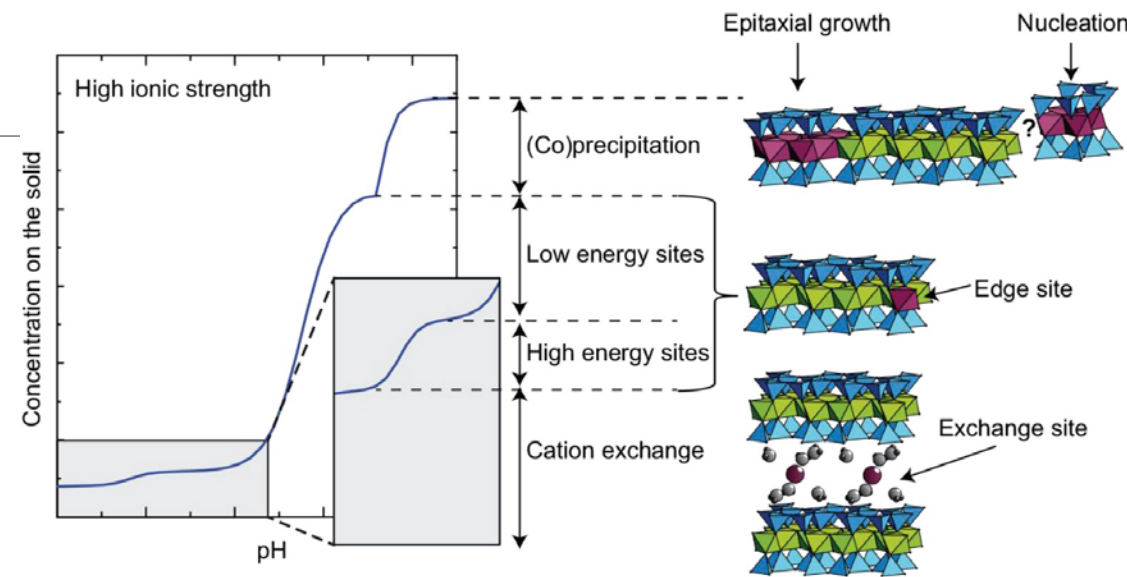 Epitaxial growth
Nucleation
High ionic strength
(Co)precipitation
?
Concentration on the solid
Low energy sites
Edge site
High energy sites
Exchange site
Cation exchange
pH